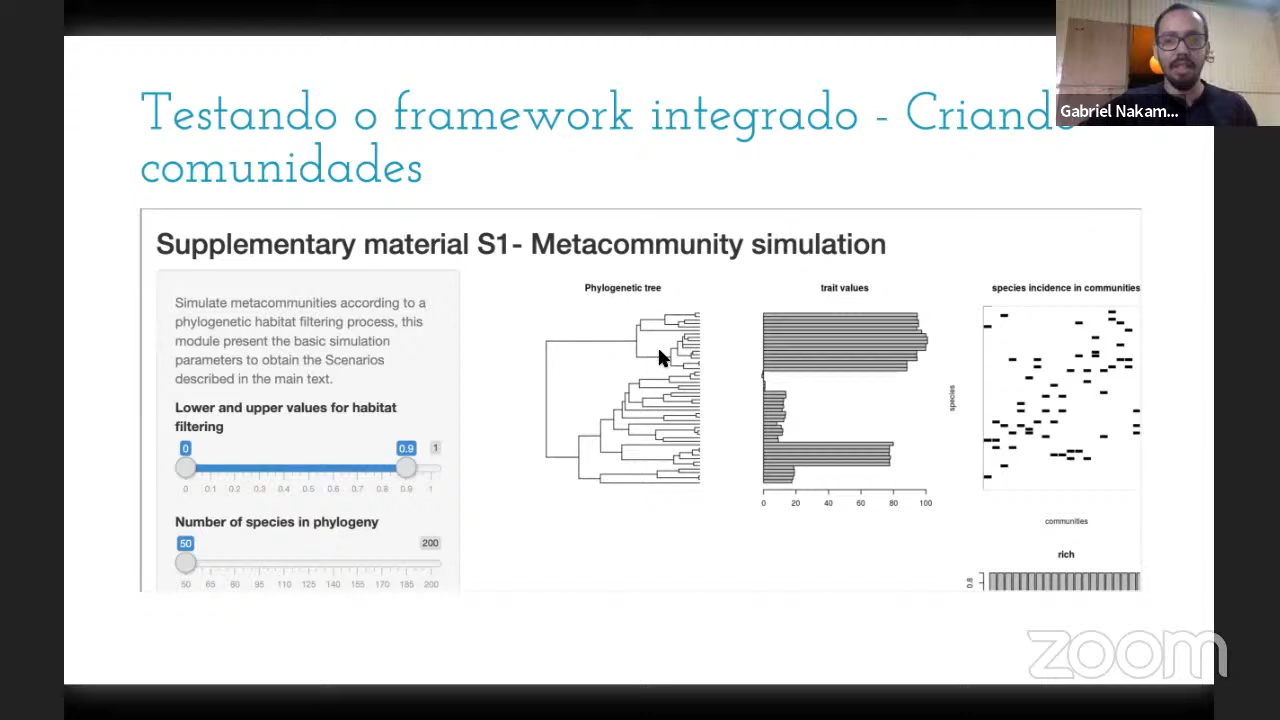 Testando o framework integrado - Criando
comunidades
Gabriel Nakam...
Supplementary material S1- Metacommunity simulation
Simulate metacommunities according to a
phylogenetic habitat filtering process, this
module present the basic simulation
parameters to obtain the Scenarios
described in the main text.
Lower and upper values for habitat
filtering
0 0.9 1
0 0.1 0.2 0.3 0.4 0.5 0.6 0.7 0.8 0.9 1
Number of species in phylogeny
50 200
50 65 80 95 110 125 140 155 170 185 200
Phylogenetic tree
trait values
0 20 40 60 80 100
species incidence in communities
species
communities
rich
0.8
zoom